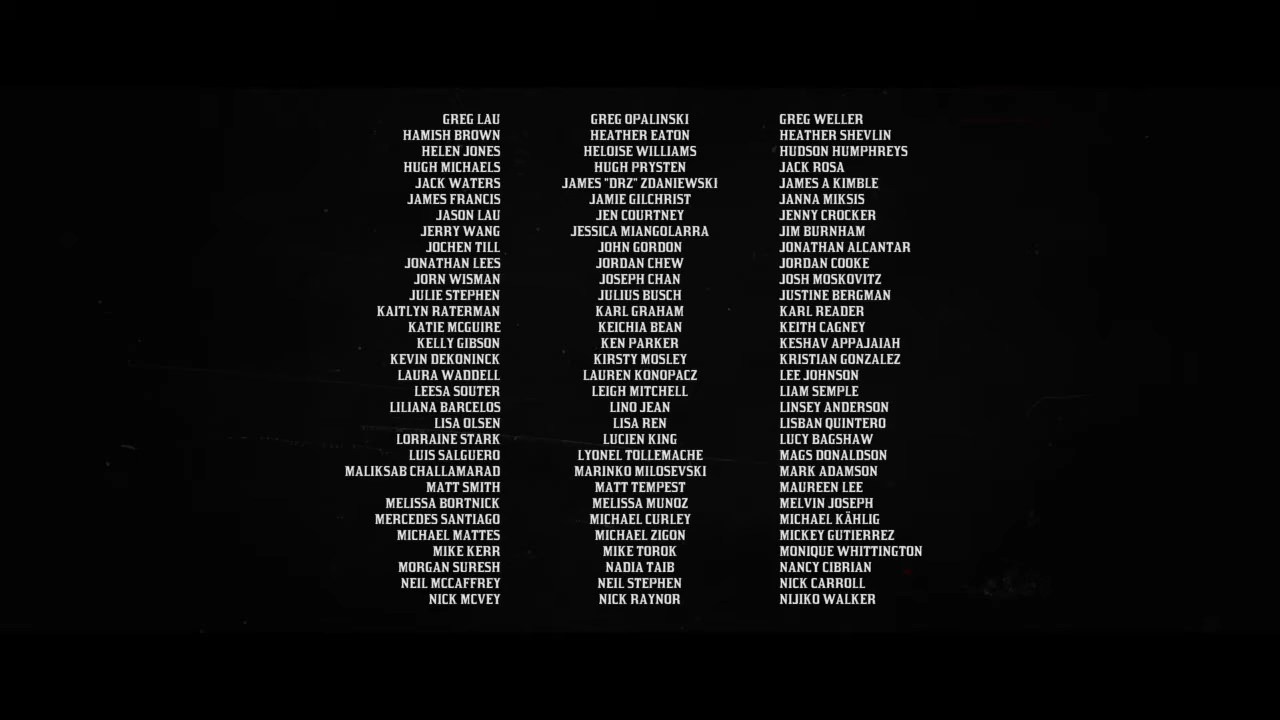 GREG LAU GREG OPALINSKI GREG WELLER
HAMISH BROWN HEATHER EATON HEATHER SHEVLIN
HELEN JONES HELOISE WILLIAMS HUDSON HUMPHREYS
HUGH MICHAELS HUGH PRYSTEN JACK ROSA
JACK WATERS JAMES "DRZ" ZDANIEWSKI JAMES A KIMBLE
JAMES FRANCIS JAMIE GILCHRIST JANNA MIKSIS
JASON LAU JEN COURTNEY JENNY CROCKER
JERRY WANG JESSICA MIANGOLARRA JIM BURNHAM
JOCHEN TILL JOHN GORDON JONATHAN ALCANTAR
JONATHAN LEES JORDAN CHEW JORDAN COOKE
JORN WISMAN JOSEPH CHAN JOSH MOSKOVITZ
JULIE STEPHEN JULIUS BUSCH JUSTINE BERGMAN
KAITLYN RATERMAN KARL GRAHAM KARL READER
KATIE MCGUIRE KEICHIA BEAN KEITH CAGNEY
KELLY GIBSON KEN PARKER KESHAV APPAJAIAH
KEVIN DEKONINCK KIRSTY MOSLEY KRISTIAN GONZALEZ
LAURA WADDELL LAUREN KONOPACZ LEE JOHNSON
LEESA SOUTER LEIGH MITCHELL LIAM SEMPLE
LILIANA BARCELOS LINO JEAN LINSEY ANDERSON
LISA OLSEN LISA REN LISBAN QUINTERO
LORRAINE STARK LUCIEN KING LUCY BAGSHAW
LUIS SALGUERO LYONEL TOLLEMACHE MAGS DONALDSON
MALIKSAB CHALLAMARAD MARINKO MILOSEVSKI MARK ADAMSON
MATT SMITH MATT TEMPEST MAUREEN LEE
MELISSA BORTNICK MELISSA MUNOZ MELVIN JOSEPH
MERCEDES SANTIAGO MICHAEL CURLEY MICHAEL KÄHLIG
MICHAEL MATTES MICHAEL ZIGON MICKEY GUTIERREZ
MIKE KERR MIKE TOROK MONIQUE WHITTINGTON
MORGAN SURESH NADIA TAIB NANCY CIBRIAN
NEIL MCCAFFREY NEIL STEPHEN NICK CARROLL
NICK MCVEY NICK RAYNOR NIJIKO WALKER